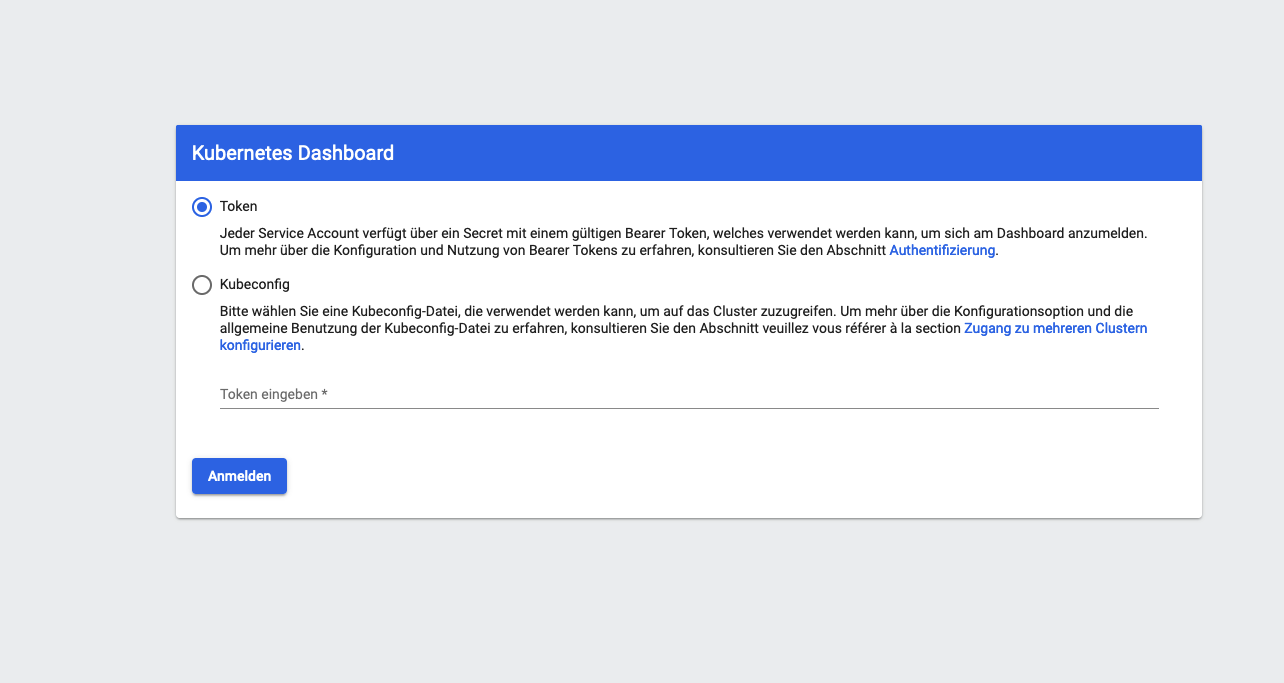 Kubernetes Dashboard
Token
Jeder Service Account verfügt über ein Secret mit einem gültigen Bearer Token, welches verwendet werden kann, um sich am Dashboard anzumelden.
Um mehr über die Konfiguration und Nutzung von Bearer Tokens zu erfahren, konsultieren Sie den Abschnitt Authentifizierung.
Kubeconfig
Bitte wählen Sie eine Kubeconfig-Datei, die verwendet werden kann, um auf das Cluster zuzugreifen. Um mehr über die Konfigurationsoption und die
allgemeine Benutzung der Kubeconfig-Datei zu erfahren, konsultieren Sie den Abschnitt veuillez vous référer à la section Zugang zu mehreren Clustern
konfigurieren.
Token eingeben *
Anmelden